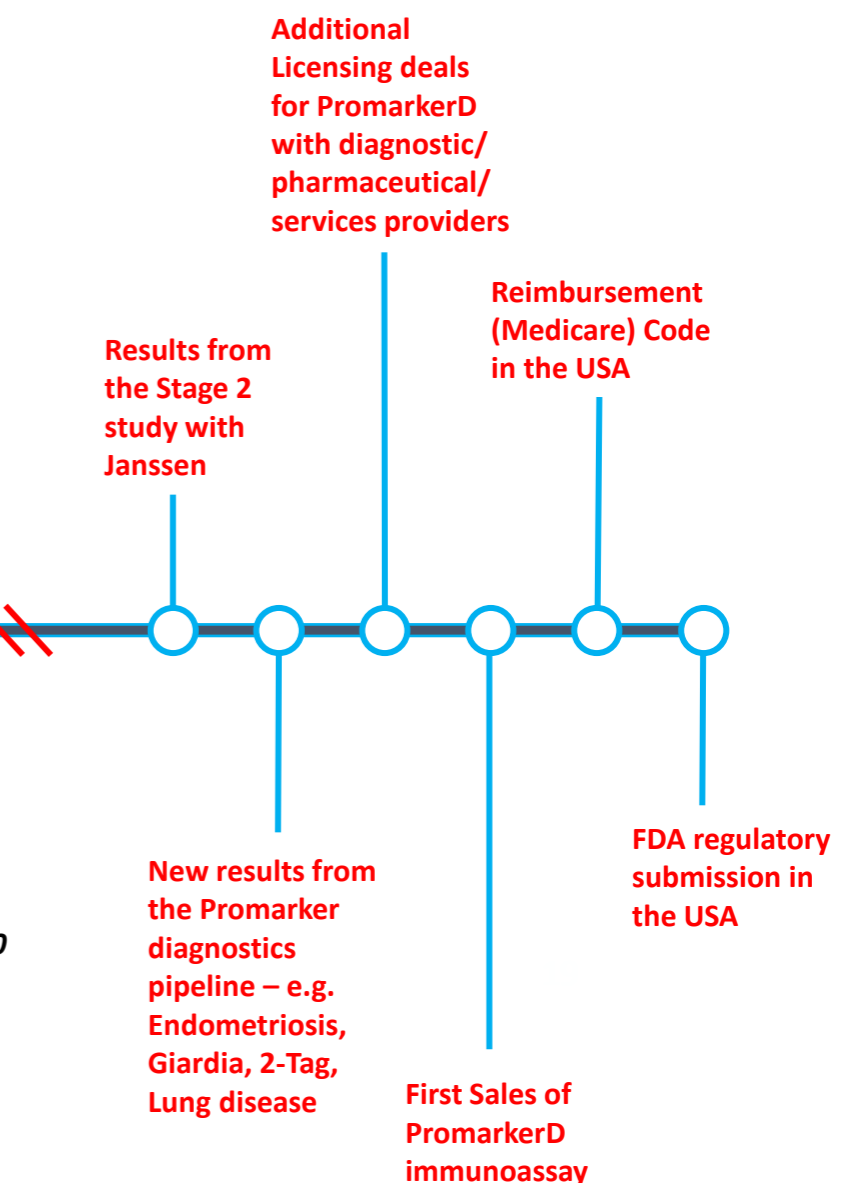 Additional
Licensing deals
for PromarkerD
with diagnostic/
pharmaceutical/
services providers
Reimbursement
(Medicare) Code
in the USA
Results from
the Stage 2
study with
Janssen
FDA regulatory
submission in
the USA
New results from
the Promarker
diagnostics
pipeline – e.g.
Endometriosis,
Giardia, 2-Tag,
Lung disease
First Sales of
PromarkerD
immunoassay